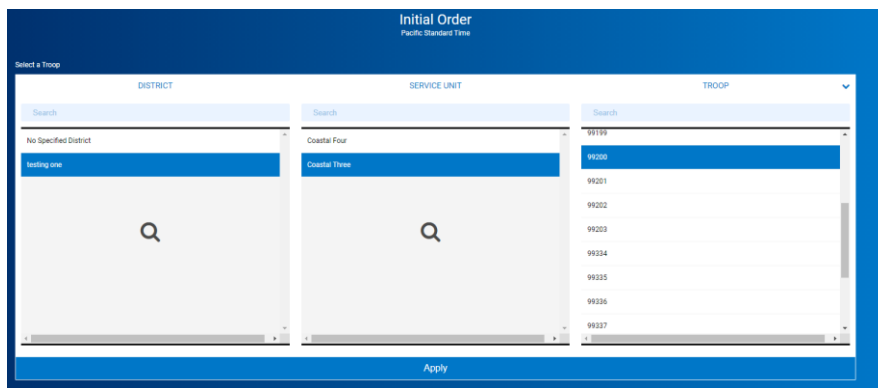 Initial Order
Pacific Standard Time
Select a Troop
DISTRICT
SERVICE UNIT
TROOP
Search
Search
Search
No Specified District
testing one
Coastal Four
Coastal Three
99199
99200
99201
99202
99203
99334
99335
99336
99337
Apply